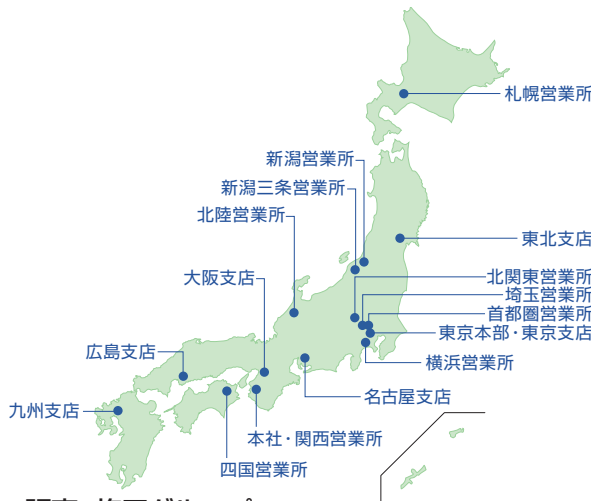 札幌営業所
新潟営業所
新潟三条営業所
北陸営業所
東北支店
大阪支店
北関東営業所
埼玉営業所
首都圏営業所
東京本部・東京支店
広島支店
横浜営業所
名古屋支店
九州支店
本社・関西営業所
四国営業所